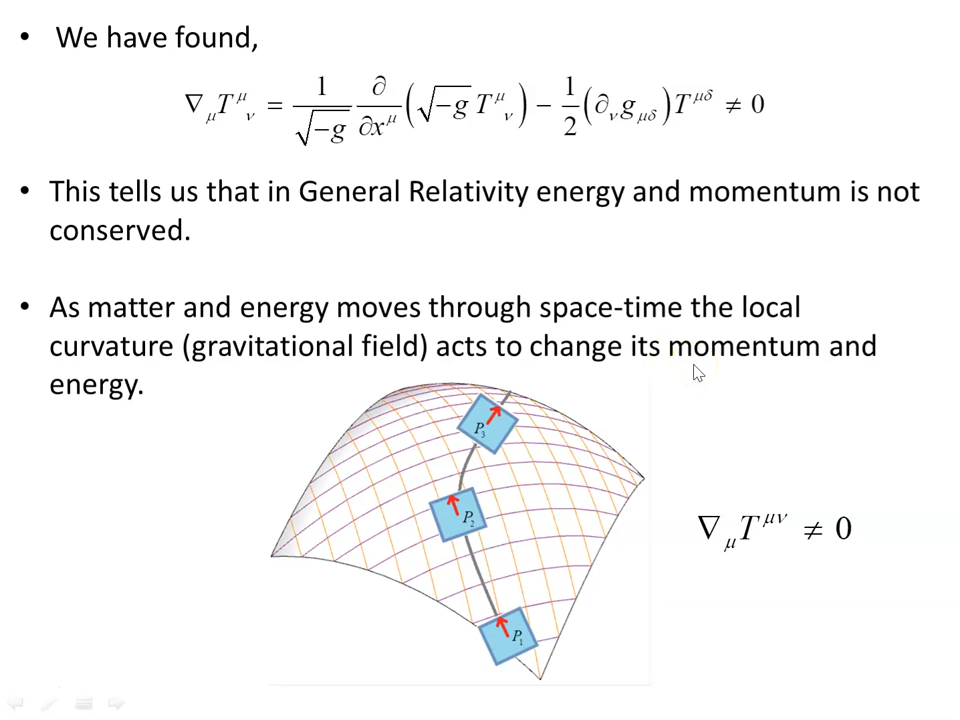 • We have found,
∇_μ T^μ_ν = 1/√−g ∂/∂x^μ (√−g T^μ_ν) − 1/2 (∂_ν g_μδ) T^μδ ≠ 0
• This tells us that in General Relativity energy and momentum is not
conserved.
• As matter and energy moves through space-time the local
curvature (gravitational field) acts to change its momentum and
energy.
P₃
P₂
∇_μ T^μν ≠ 0
P₁